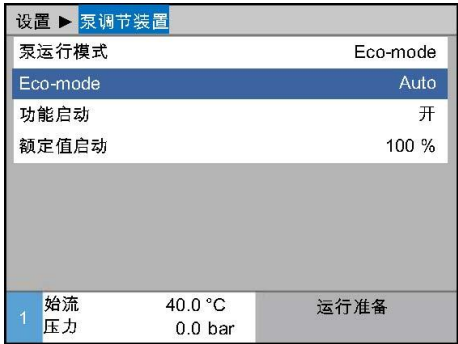 设置 ▶ 泵调节装置
泵运行模式 Eco-mode
Eco-mode Auto
功能启动 开
额定值启动 100 %
1 始流 40.0 °C 运行准备
压力 0.0 bar